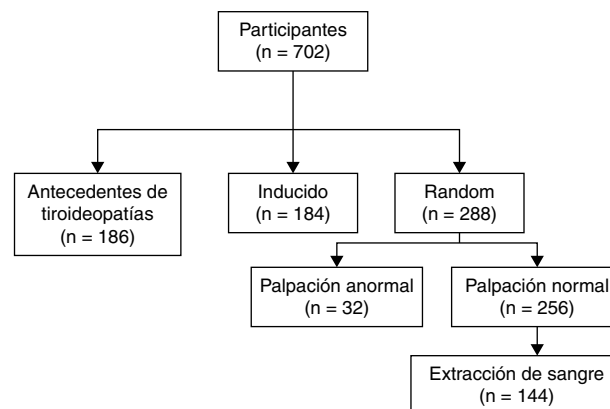 Participantes
(n = 702)
Antecedentes de
tiroideopatías
(n = 186)
Inducido
(n = 184)
Random
(n = 288)
Palpación anormal
(n = 32)
Palpación normal
(n = 256)
Extracción de sangre
(n = 144)